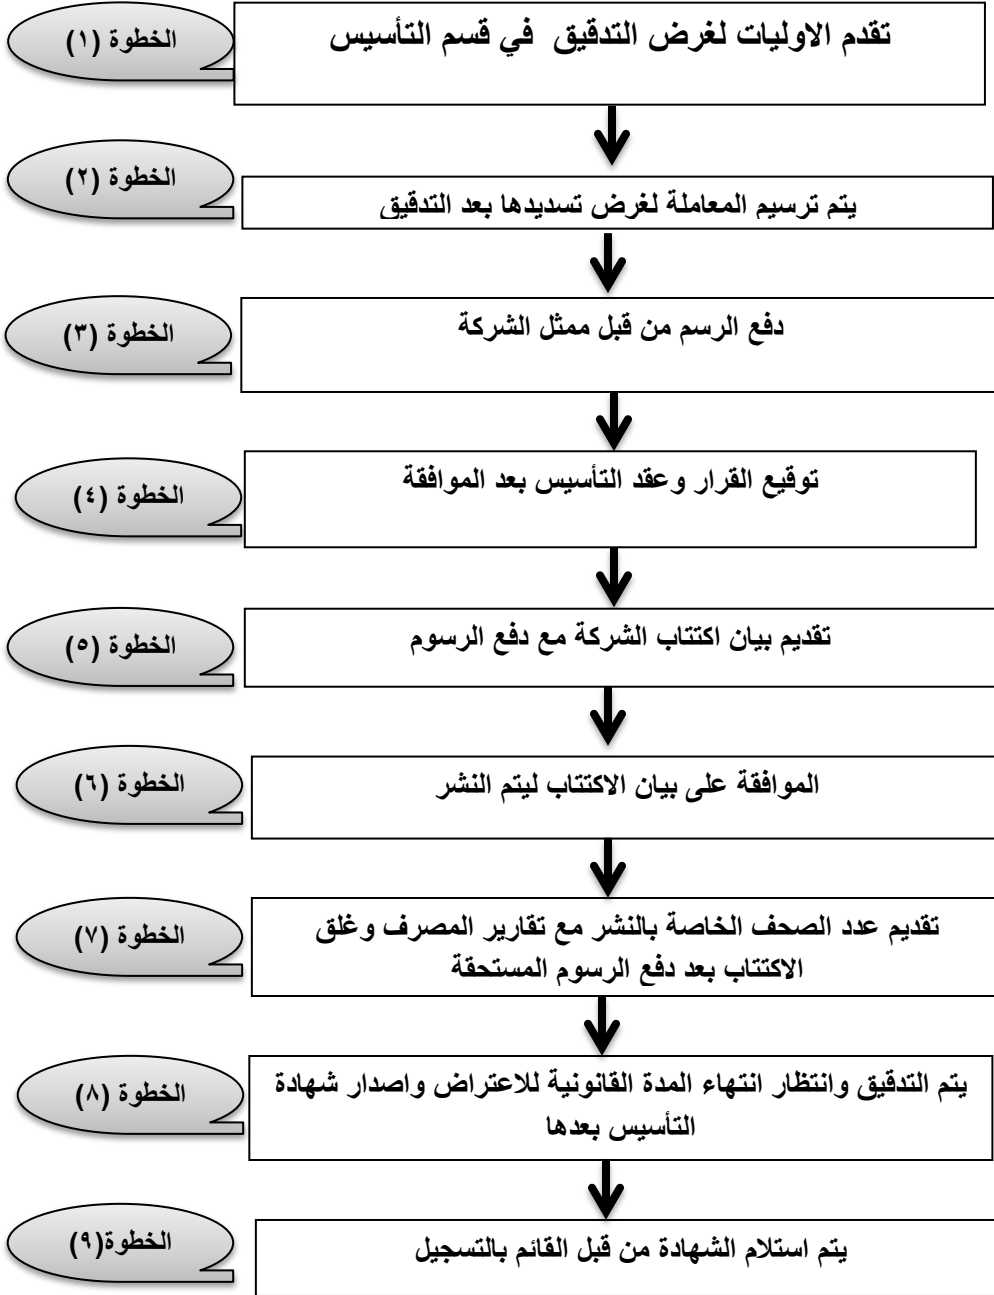 الخطوة (١)
تقدم الاوليات لغرض التدقيق في قسم التأسيس
الخطوة (٢)
يتم ترسيم المعاملة لغرض تسديدها بعد التدقيق
الخطوة (٣)
دفع الرسم من قبل ممثل الشركة
الخطوة (٤)
توقيع القرار وعقد التأسيس بعد الموافقة
الخطوة (٥)
تقديم بيان اكتتاب الشركة مع دفع الرسوم
الخطوة (٦)
الموافقة على بيان الاكتتاب ليتم النشر
الخطوة (٧)
تقديم عدد الصحف الخاصة بالنشر مع تقارير المصرف وغلق
الاكتتاب بعد دفع الرسوم المستحقة
الخطوة (٨)
يتم التدقيق وانتظار انتهاء المدة القانونية للاعتراض واصدار شهادة
التأسيس بعدها
الخطوة(٩)
يتم استلام الشهادة من قبل القائم بالتسجيل